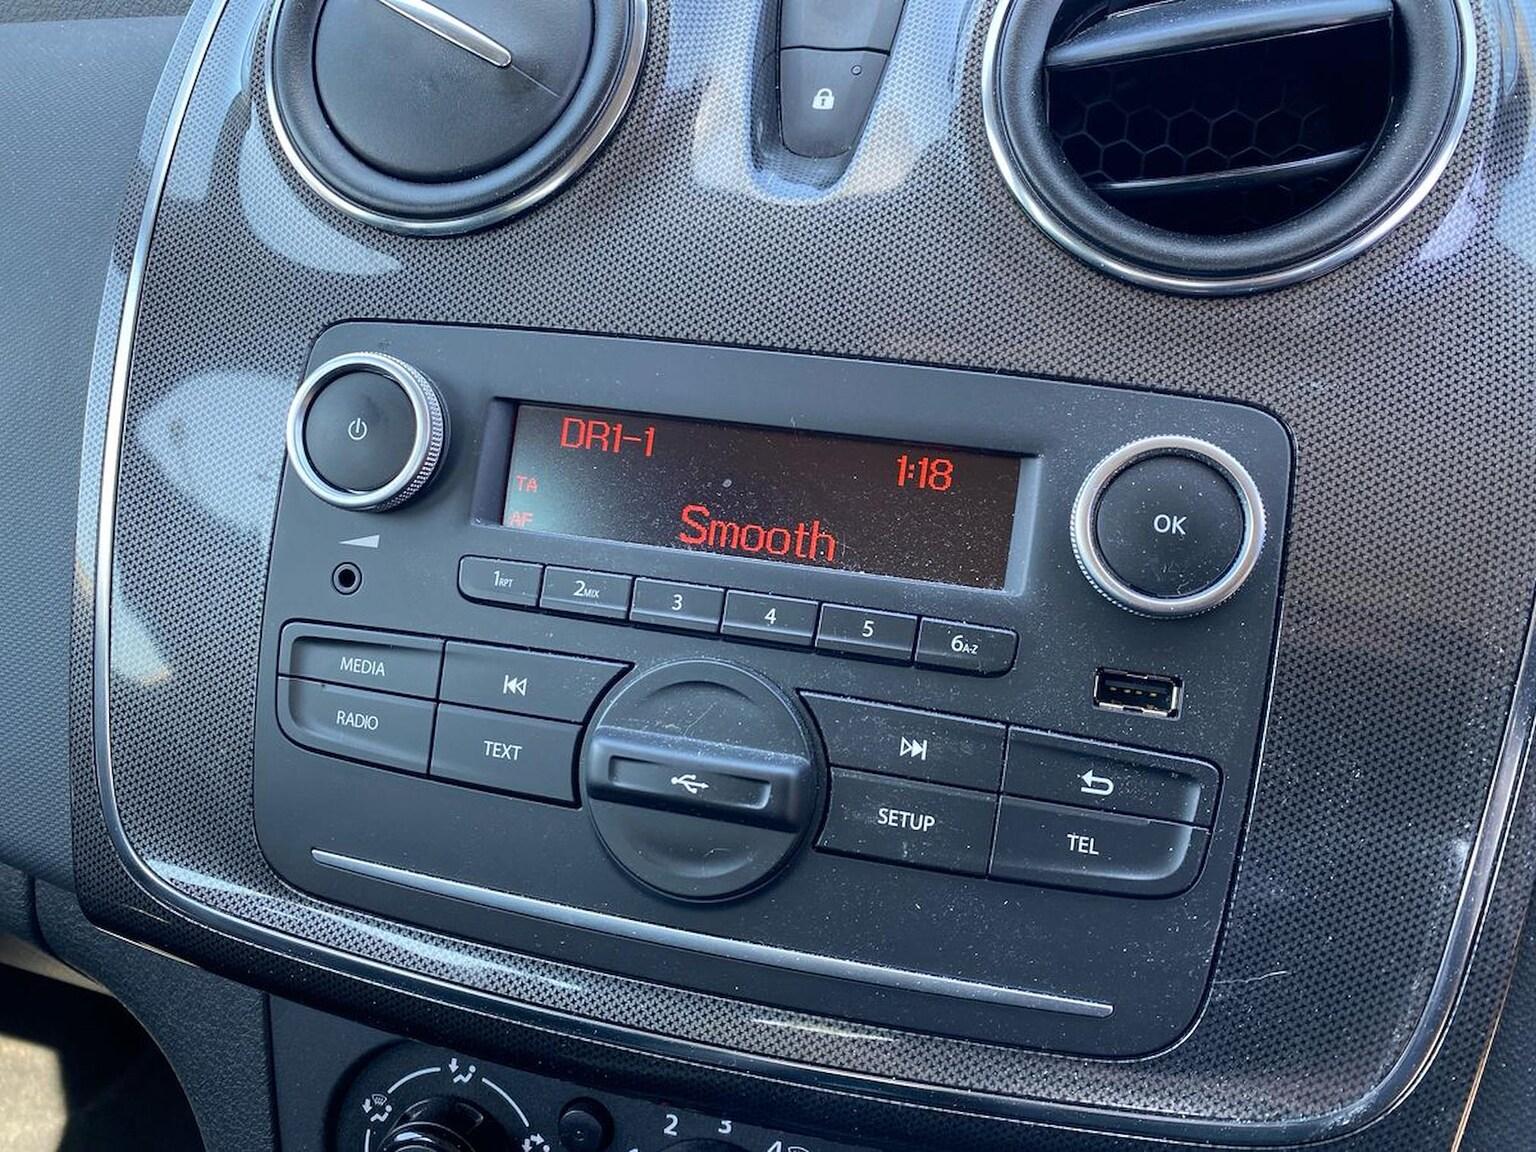 DR1-1
1:18
TA
AF
Smooth
OK
1RPT
2MIX
3
4
5
6A-Z
MEDIA
RADIO
TEXT
SETUP
TEL
2
3
4